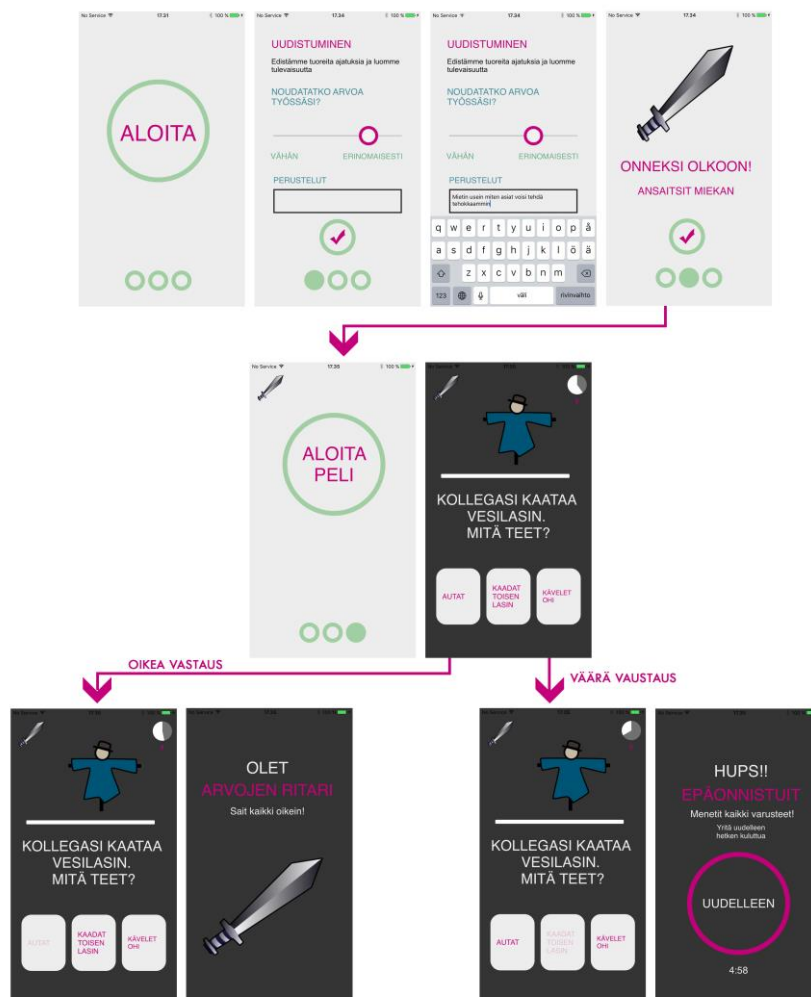 No Service 17.31 100 %
ALOITA
No Service 17.34 100 %
UUDISTUMINEN
Edistämme tuoreita ajatuksia ja luomme
tulevaisuutta
NOUDATATKO ARVOA
TYÖSSÄSI?
VÄHÄN ERINOMAISESTI
PERUSTELUT
No Service 17.34 100 %
UUDISTUMINEN
Edistämme tuoreita ajatuksia ja luomme
tulevaisuutta
NOUDATATKO ARVOA
TYÖSSÄSI?
VÄHÄN ERINOMAISESTI
PERUSTELUT
Mietin usein miten asiat voisi tehdä
tehokkaammin
q w e r t y u i o p å
a s d f g h j k l ö ä
z x c v b n m
123 väli rivinvaihto
No Service 17.34 100 %
ONNEKSI OLKOON!
ANSAITSIT MIEKAN
No Service 17.35 100 %
ALOITA
PELI
No Service 17.35 100 %
KOLLEGASI KAATAA
VESILASIN.
MITÄ TEET?
AUTAT
KAADAT
TOISEN
LASIN
KÄVELET
OHI
OIKEA VASTAUS
VÄÄRÄ VAUSTAUS
KOLLEGASI KAATAA
VESILASIN.
MITÄ TEET?
AUTAT
KAADAT
TOISEN
LASIN
KÄVELET
OHI
OLET
ARVOJEN RITARI
Sait kaikki oikein!
KOLLEGASI KAATAA
VESILASIN.
MITÄ TEET?
AUTAT
KAADAT
TOISEN
LASIN
KÄVELET
OHI
HUPS!!
EPÄONNISTUIT
Menetit kaikki varusteet!
Yritä uudelleen
hetken kuluttua
UUDELLEEN
4:58